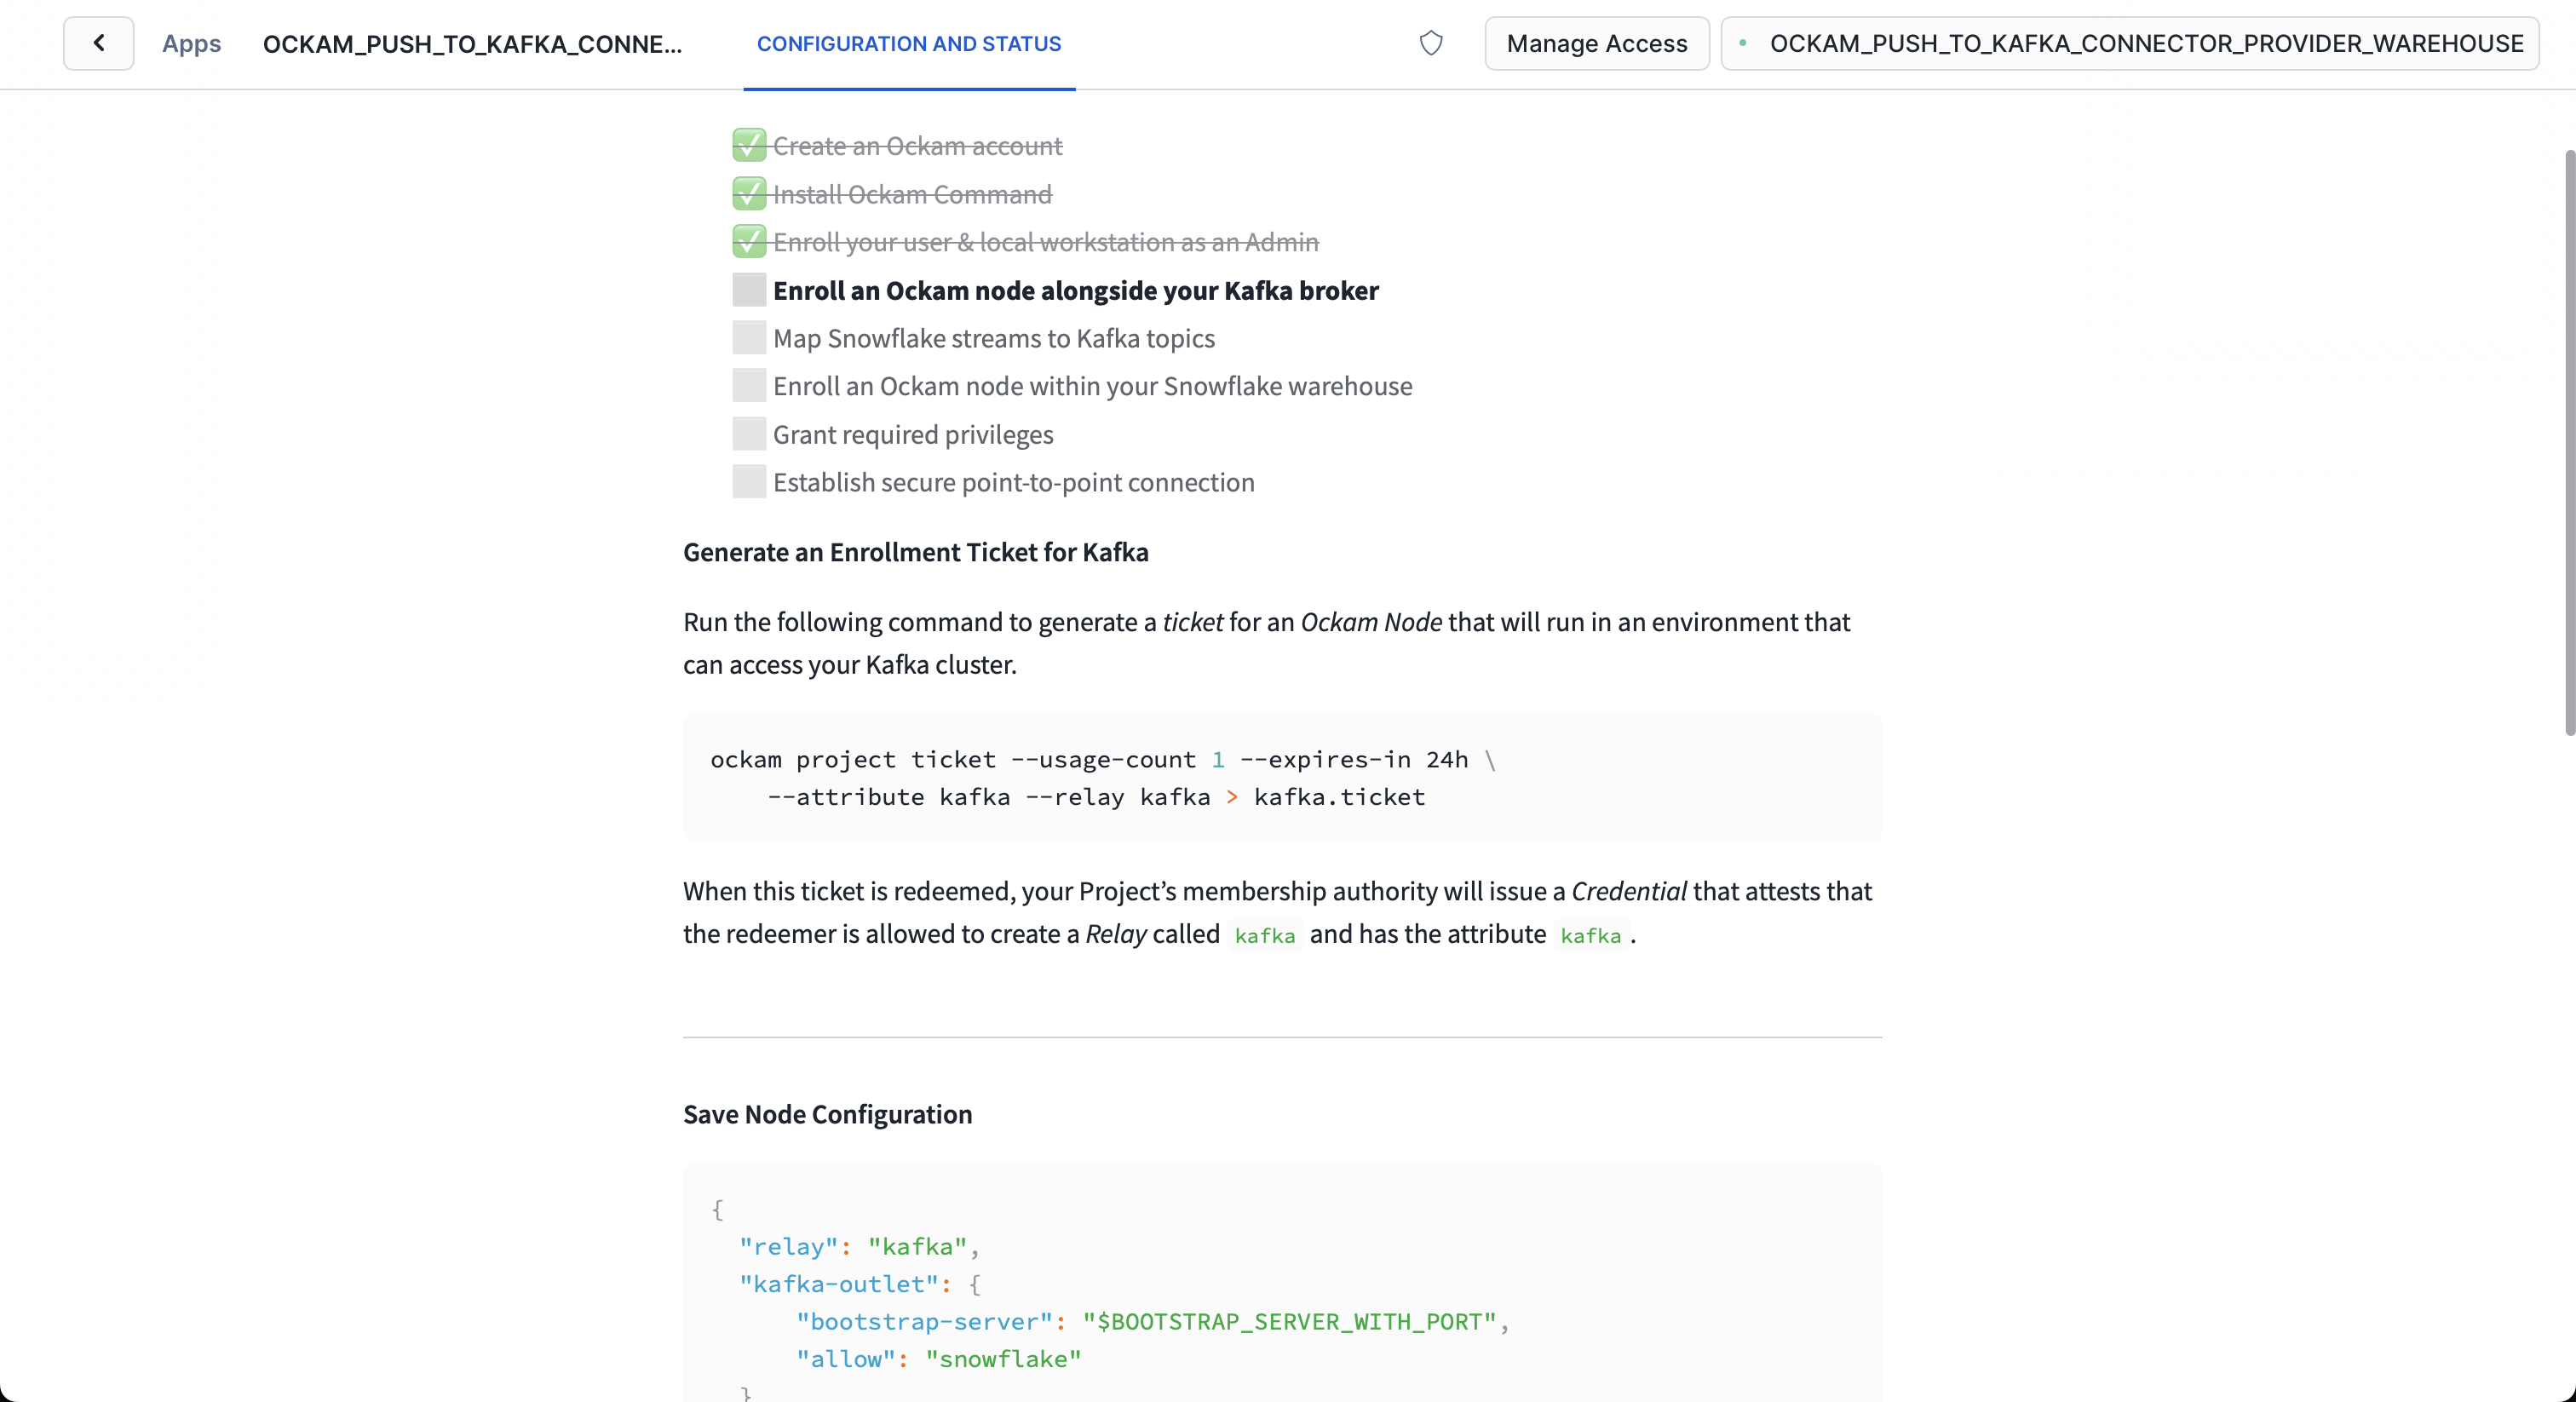 Apps
OCKAM_PUSH_TO_KAFKA_CONNE...
CONFIGURATION AND STATUS
Manage Access
OCKAM_PUSH_TO_KAFKA_CONNECTOR_PROVIDER_WAREHOUSE
Create an Ockam account
Install Ockam Command
Enroll your user & local workstation as an Admin
Enroll an Ockam node alongside your Kafka broker
Map Snowflake streams to Kafka topics
Enroll an Ockam node within your Snowflake warehouse
Grant required privileges
Establish secure point-to-point connection
Generate an Enrollment Ticket for Kafka
Run the following command to generate a ticket for an Ockam Node that will run in an environment that
can access your Kafka cluster.
ockam project ticket --usage-count 1 --expires-in 24h \
--attribute kafka --relay kafka > kafka.ticket
When this ticket is redeemed, your Project’s membership authority will issue a Credential that attests that
the redeemer is allowed to create a Relay called kafka and has the attribute kafka .
Save Node Configuration
{
"relay": "kafka",
"kafka-outlet": {
"bootstrap-server": "$BOOTSTRAP_SERVER_WITH_PORT",
"allow": "snowflake"
}